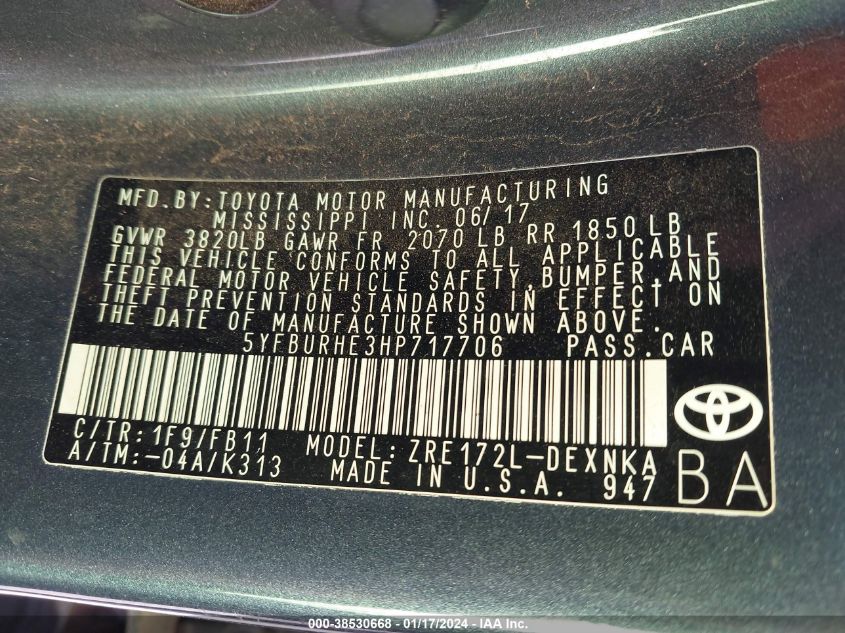 MFD.BY:TOYOTA MOTOR MANUFACTURING
MISSISSIPPI INC. 06/17
GVWR 3820LB GAWR FR 2070 LB RR 1850 LB
THIS VEHICLE CONFORMS TO ALL APPLICABLE
FEDERAL MOTOR VEHICLE SAFETY,BUMPER,AND
THEFT PREVENTION STANDARDS IN EFFECT ON
THE DATE OF MANUFACTURE SHOWN ABOVE.
5YFBURHE3HP717706 PASS.CAR
C/TR:1F9/FB11 MODEL:ZRE172L-DEXNKA
A/TM:-04A/K313 MADE IN U.S.A. 947
BA
000-38530668 - 01/17/2024 - IAA Inc.